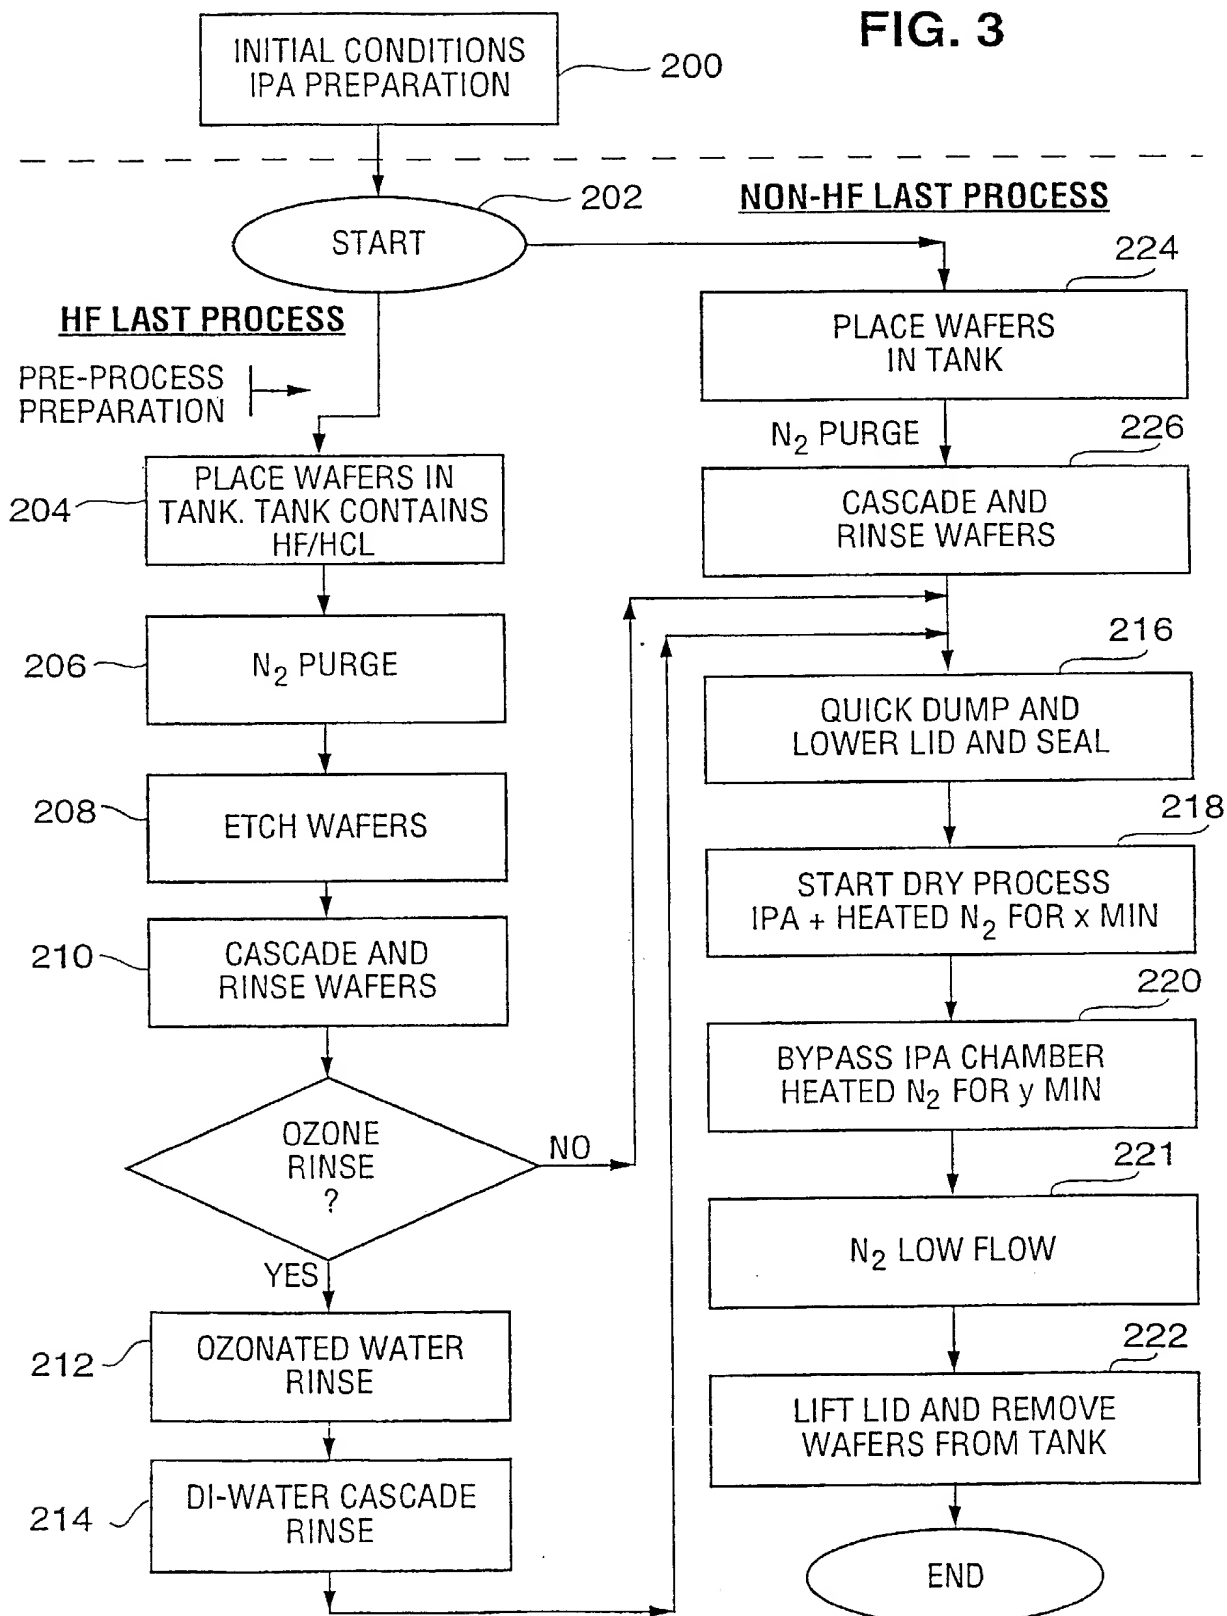 FIG. 3
INITIAL CONDITIONS
IPA PREPARATION
200
START
202
HF LAST PROCESS
PRE-PROCESS
PREPARATION
PLACE WAFERS IN
TANK. TANK CONTAINS
HF/HCL
204
N2 PURGE
206
ETCH WAFERS
208
CASCADE AND
RINSE WAFERS
210
OZONE
RINSE
?
NO
YES
OZONATED WATER
RINSE
212
DI-WATER CASCADE
RINSE
214
NON-HF LAST PROCESS
224
PLACE WAFERS
IN TANK
N2 PURGE
226
CASCADE AND
RINSE WAFERS
216
QUICK DUMP AND
LOWER LID AND SEAL
218
START DRY PROCESS
IPA + HEATED N2 FOR x MIN
220
BYPASS IPA CHAMBER
HEATED N2 FOR y MIN
221
N2 LOW FLOW
222
LIFT LID AND REMOVE
WAFERS FROM TANK
END